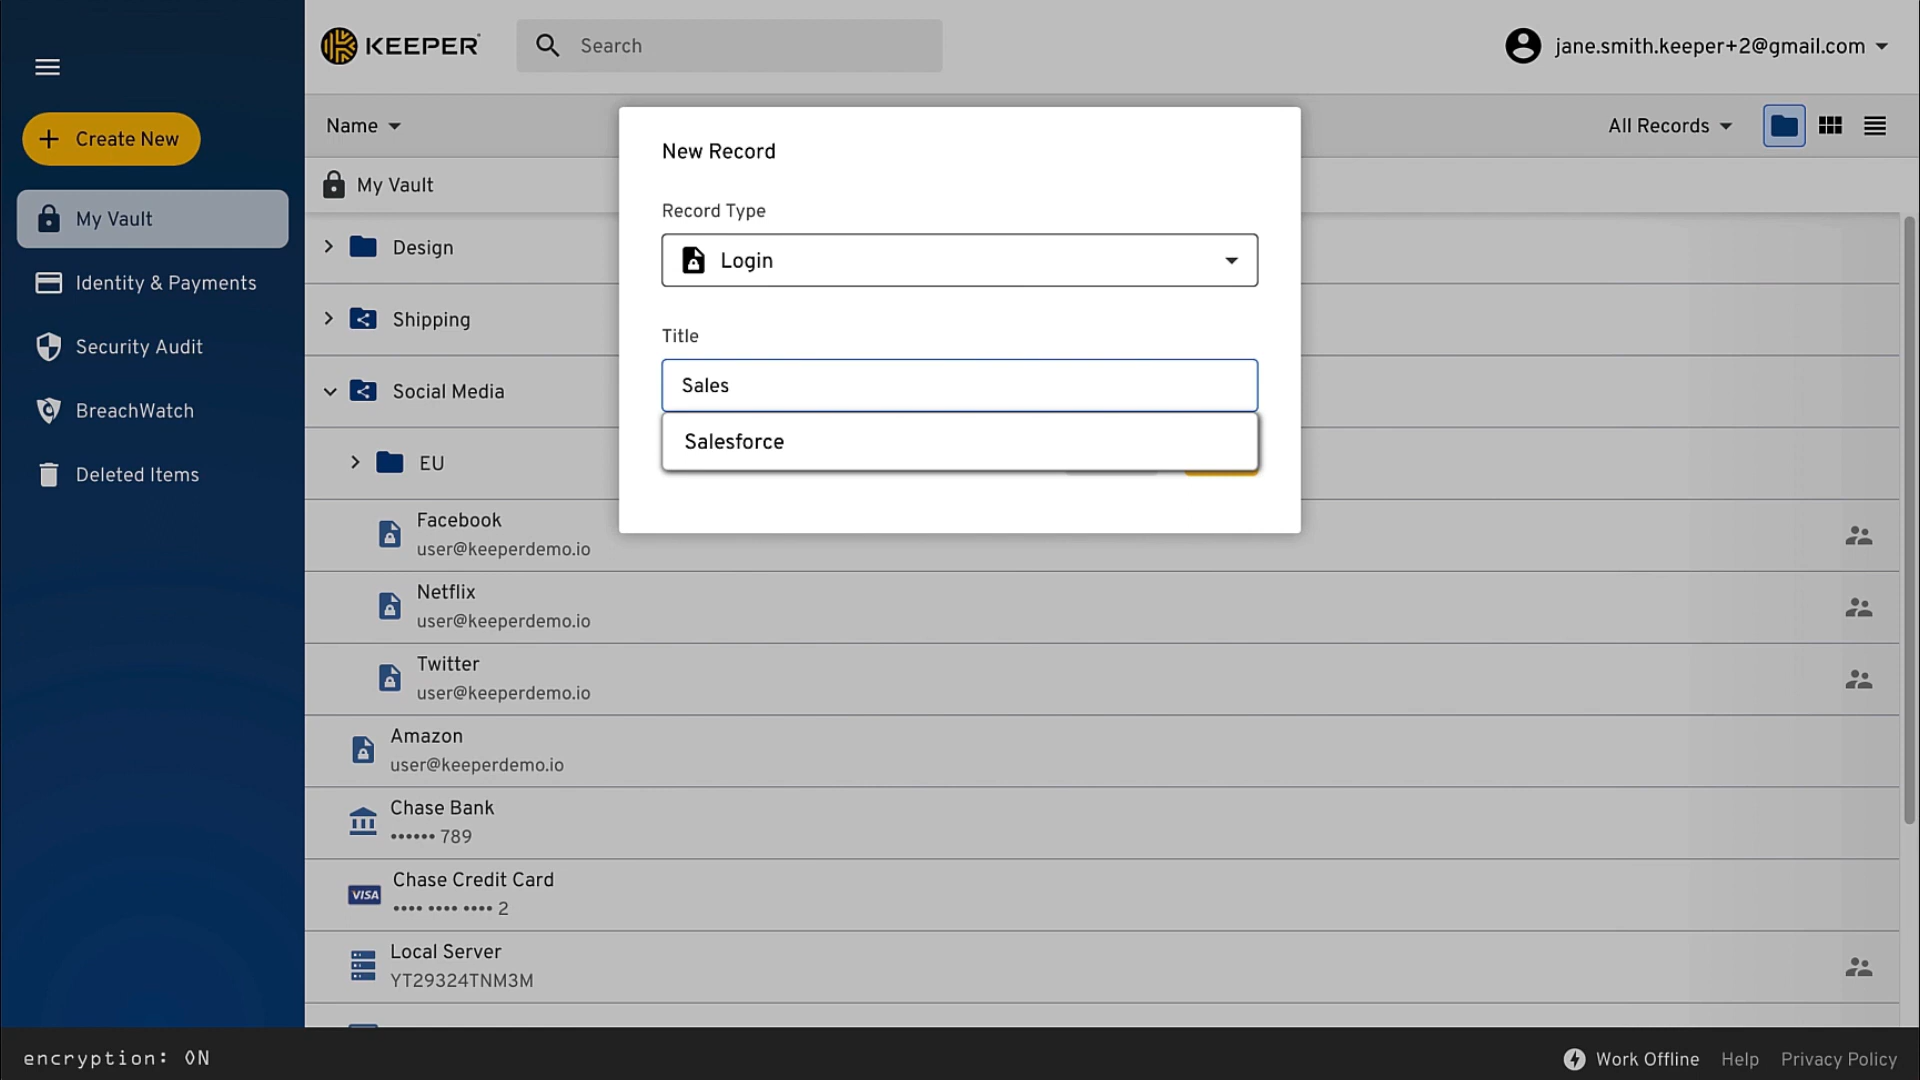 KEEPER
Search
jane.smith.keeper+2@gmail.com
Create New
My Vault
Identity & Payments
Security Audit
BreachWatch
Deleted Items
Name
All Records
My Vault
Design
Shipping
Social Media
EU
Facebook
user@keeperdemo.io
Netflix
user@keeperdemo.io
Twitter
user@keeperdemo.io
Amazon
user@keeperdemo.io
Chase Bank
•••••• 789
VISA
Chase Credit Card
•••• •••• •••• 2
Local Server
YT29324TNM3M
New Record
Record Type
Login
Title
Sales
Salesforce
encryption: ON
Work Offline
Help
Privacy Policy